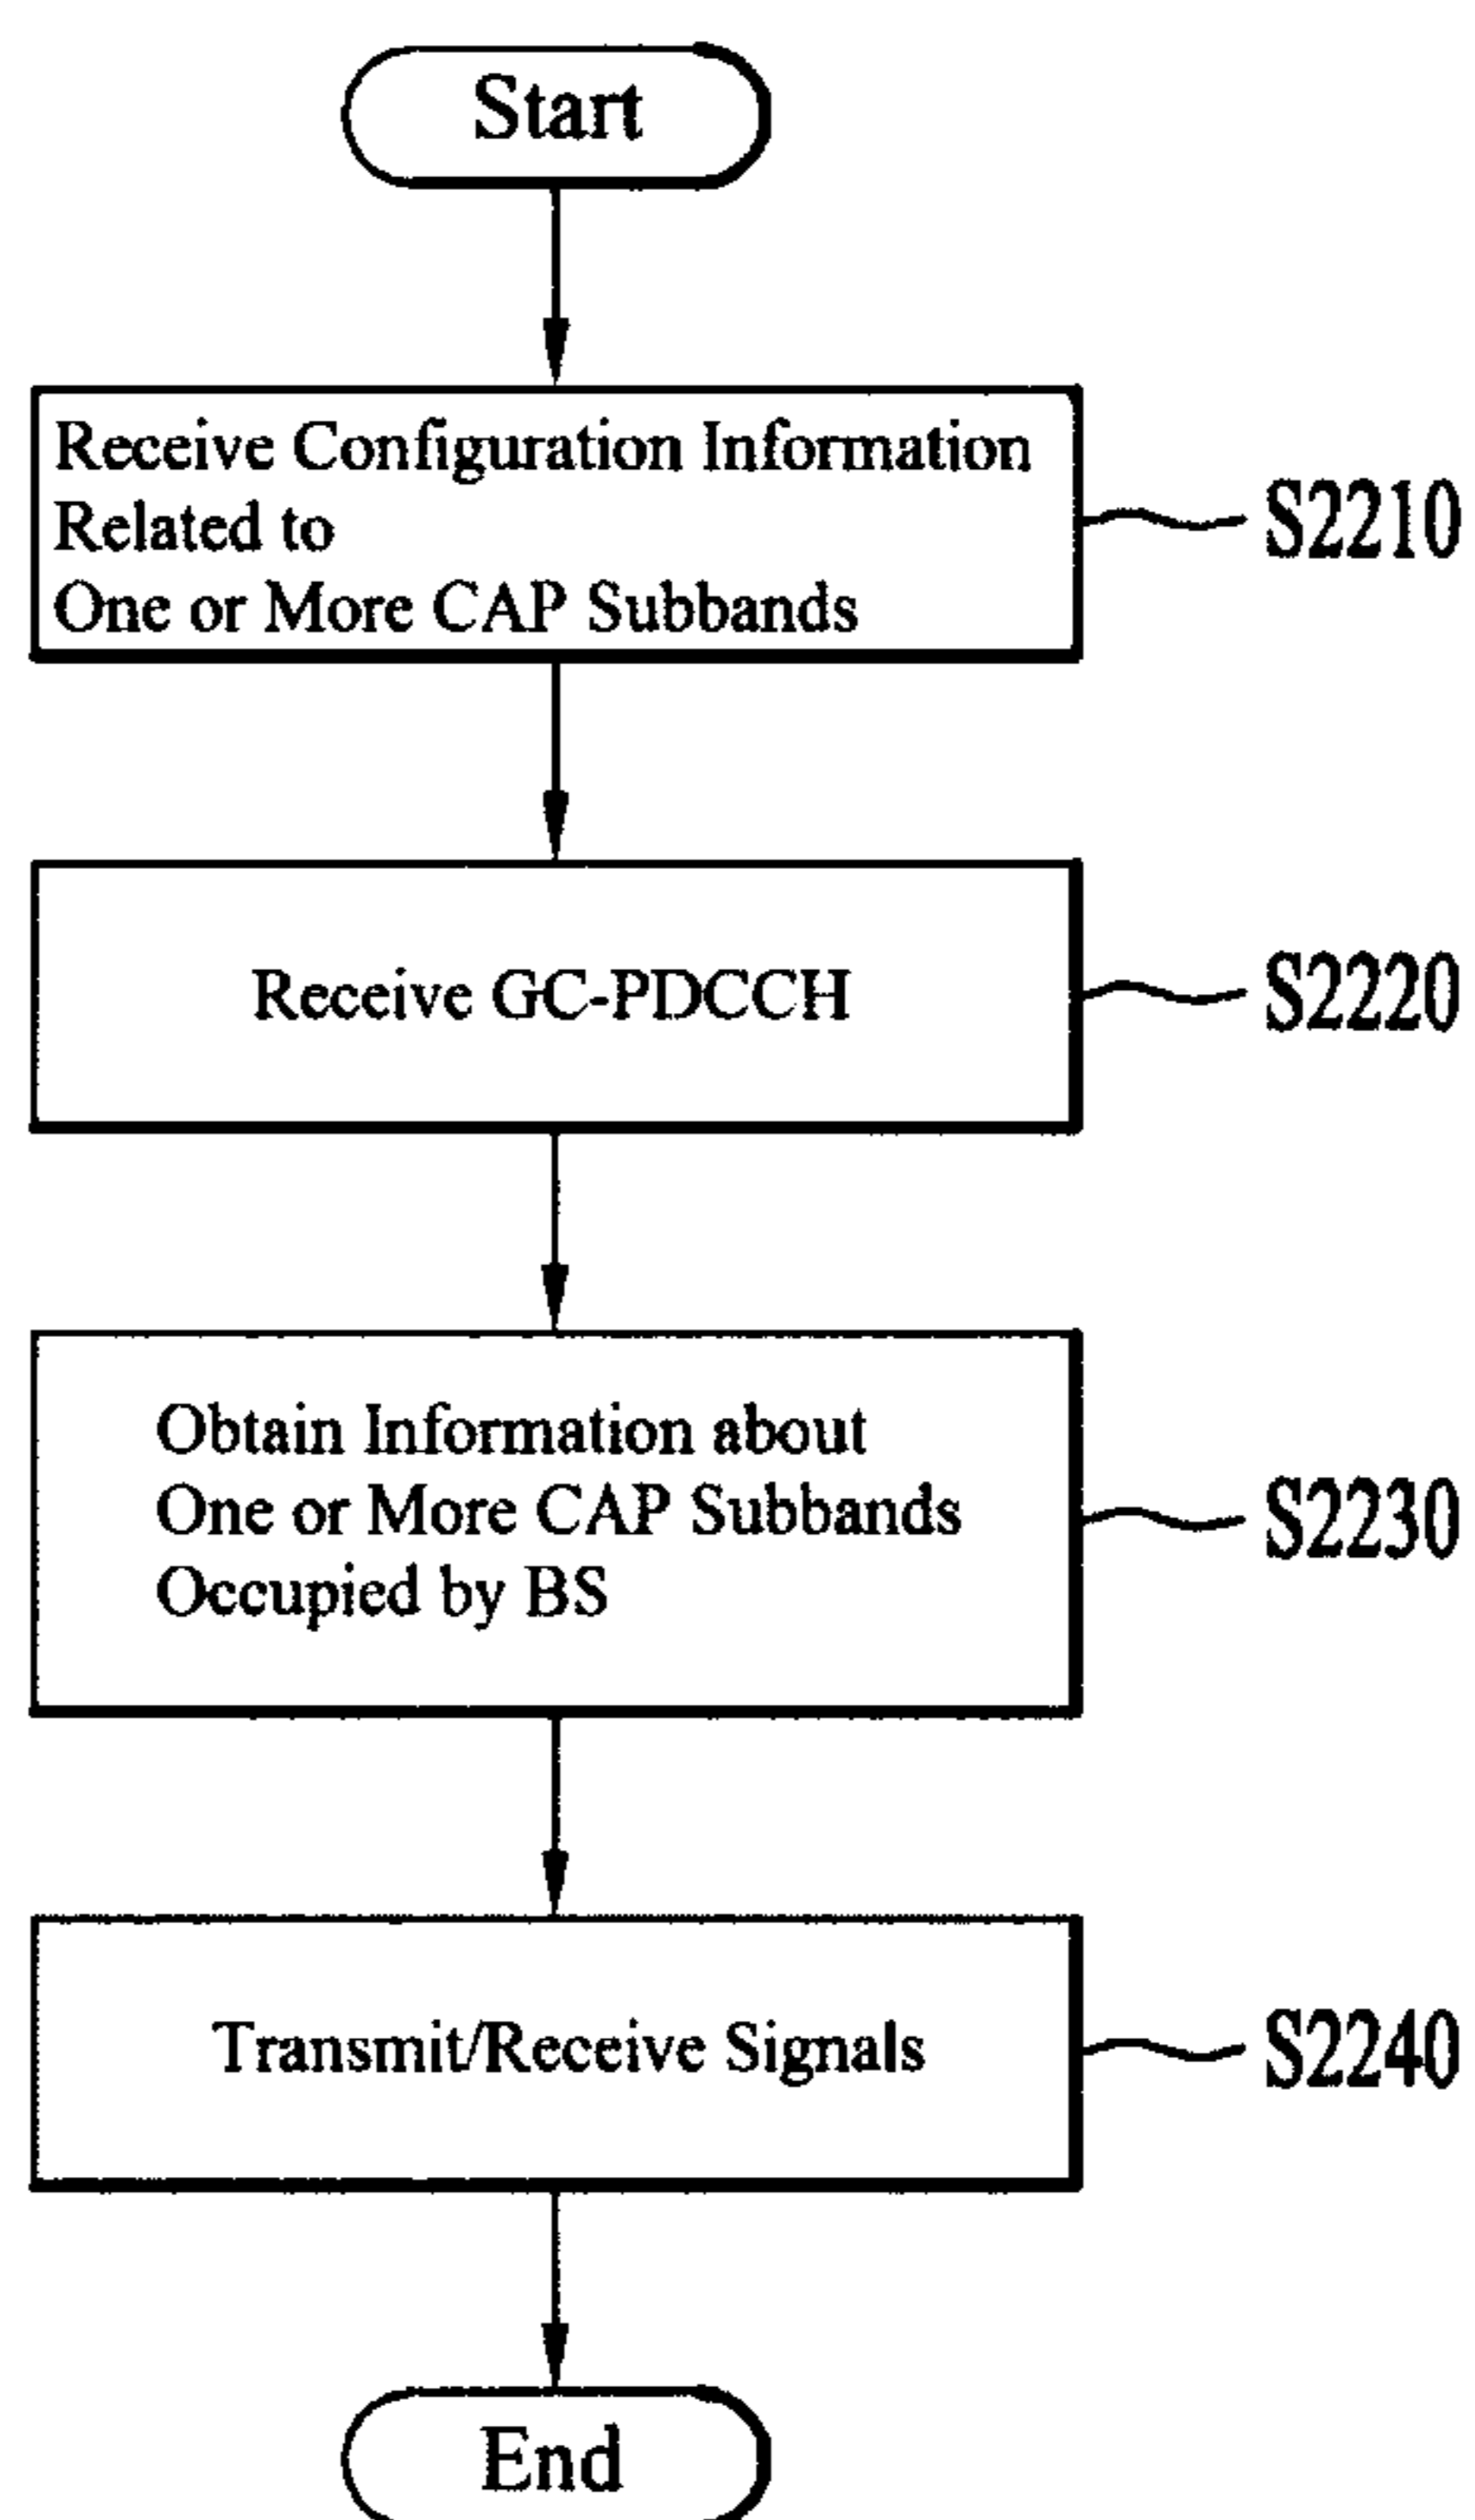 Start
Receive Configuration Information
Related to
One or More CAP Subbands
S2210
Receive GC-PDCCH
S2220
Obtain Information about
One or More CAP Subbands
Occupied by BS
S2230
Transmit/Receive Signals
S2240
End